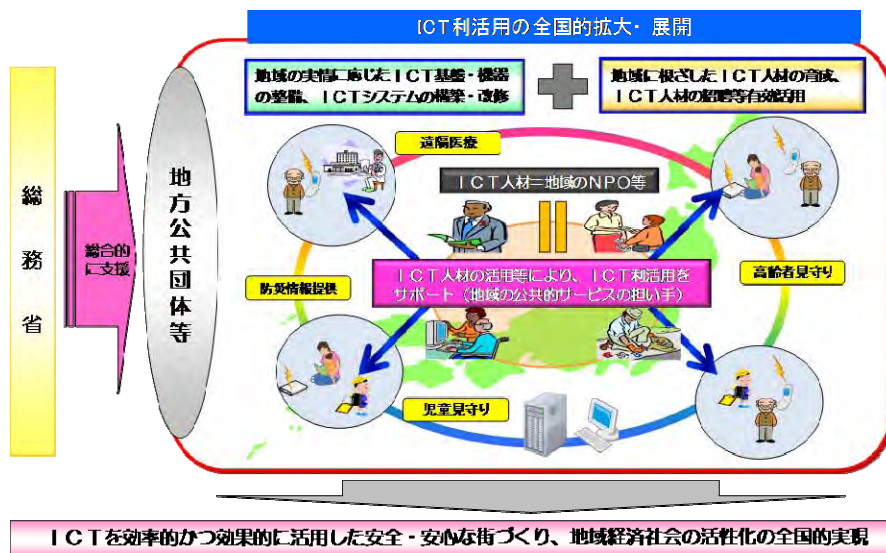 ICT利活用の全国的拡大・展開
地域の実情に応じたICT基盤・機器
の整備、ICTシステムの構築・改修
地域に根ざしたICT人材の育成、
ICT人材の招聘等有効活用
総務省
総合的
に支援
地方公共団体等
遠隔医療
ICT人材=地域のNPO等
防災情報提供
ICT人材の活用等により、ICT利活用を
サポート(地域の公共的サービスの担い手)
高齢者見守り
児童見守り
ICTを効率的かつ効果的に活用した安全・安心な街づくり、地域経済社会の活性化の全国的実現